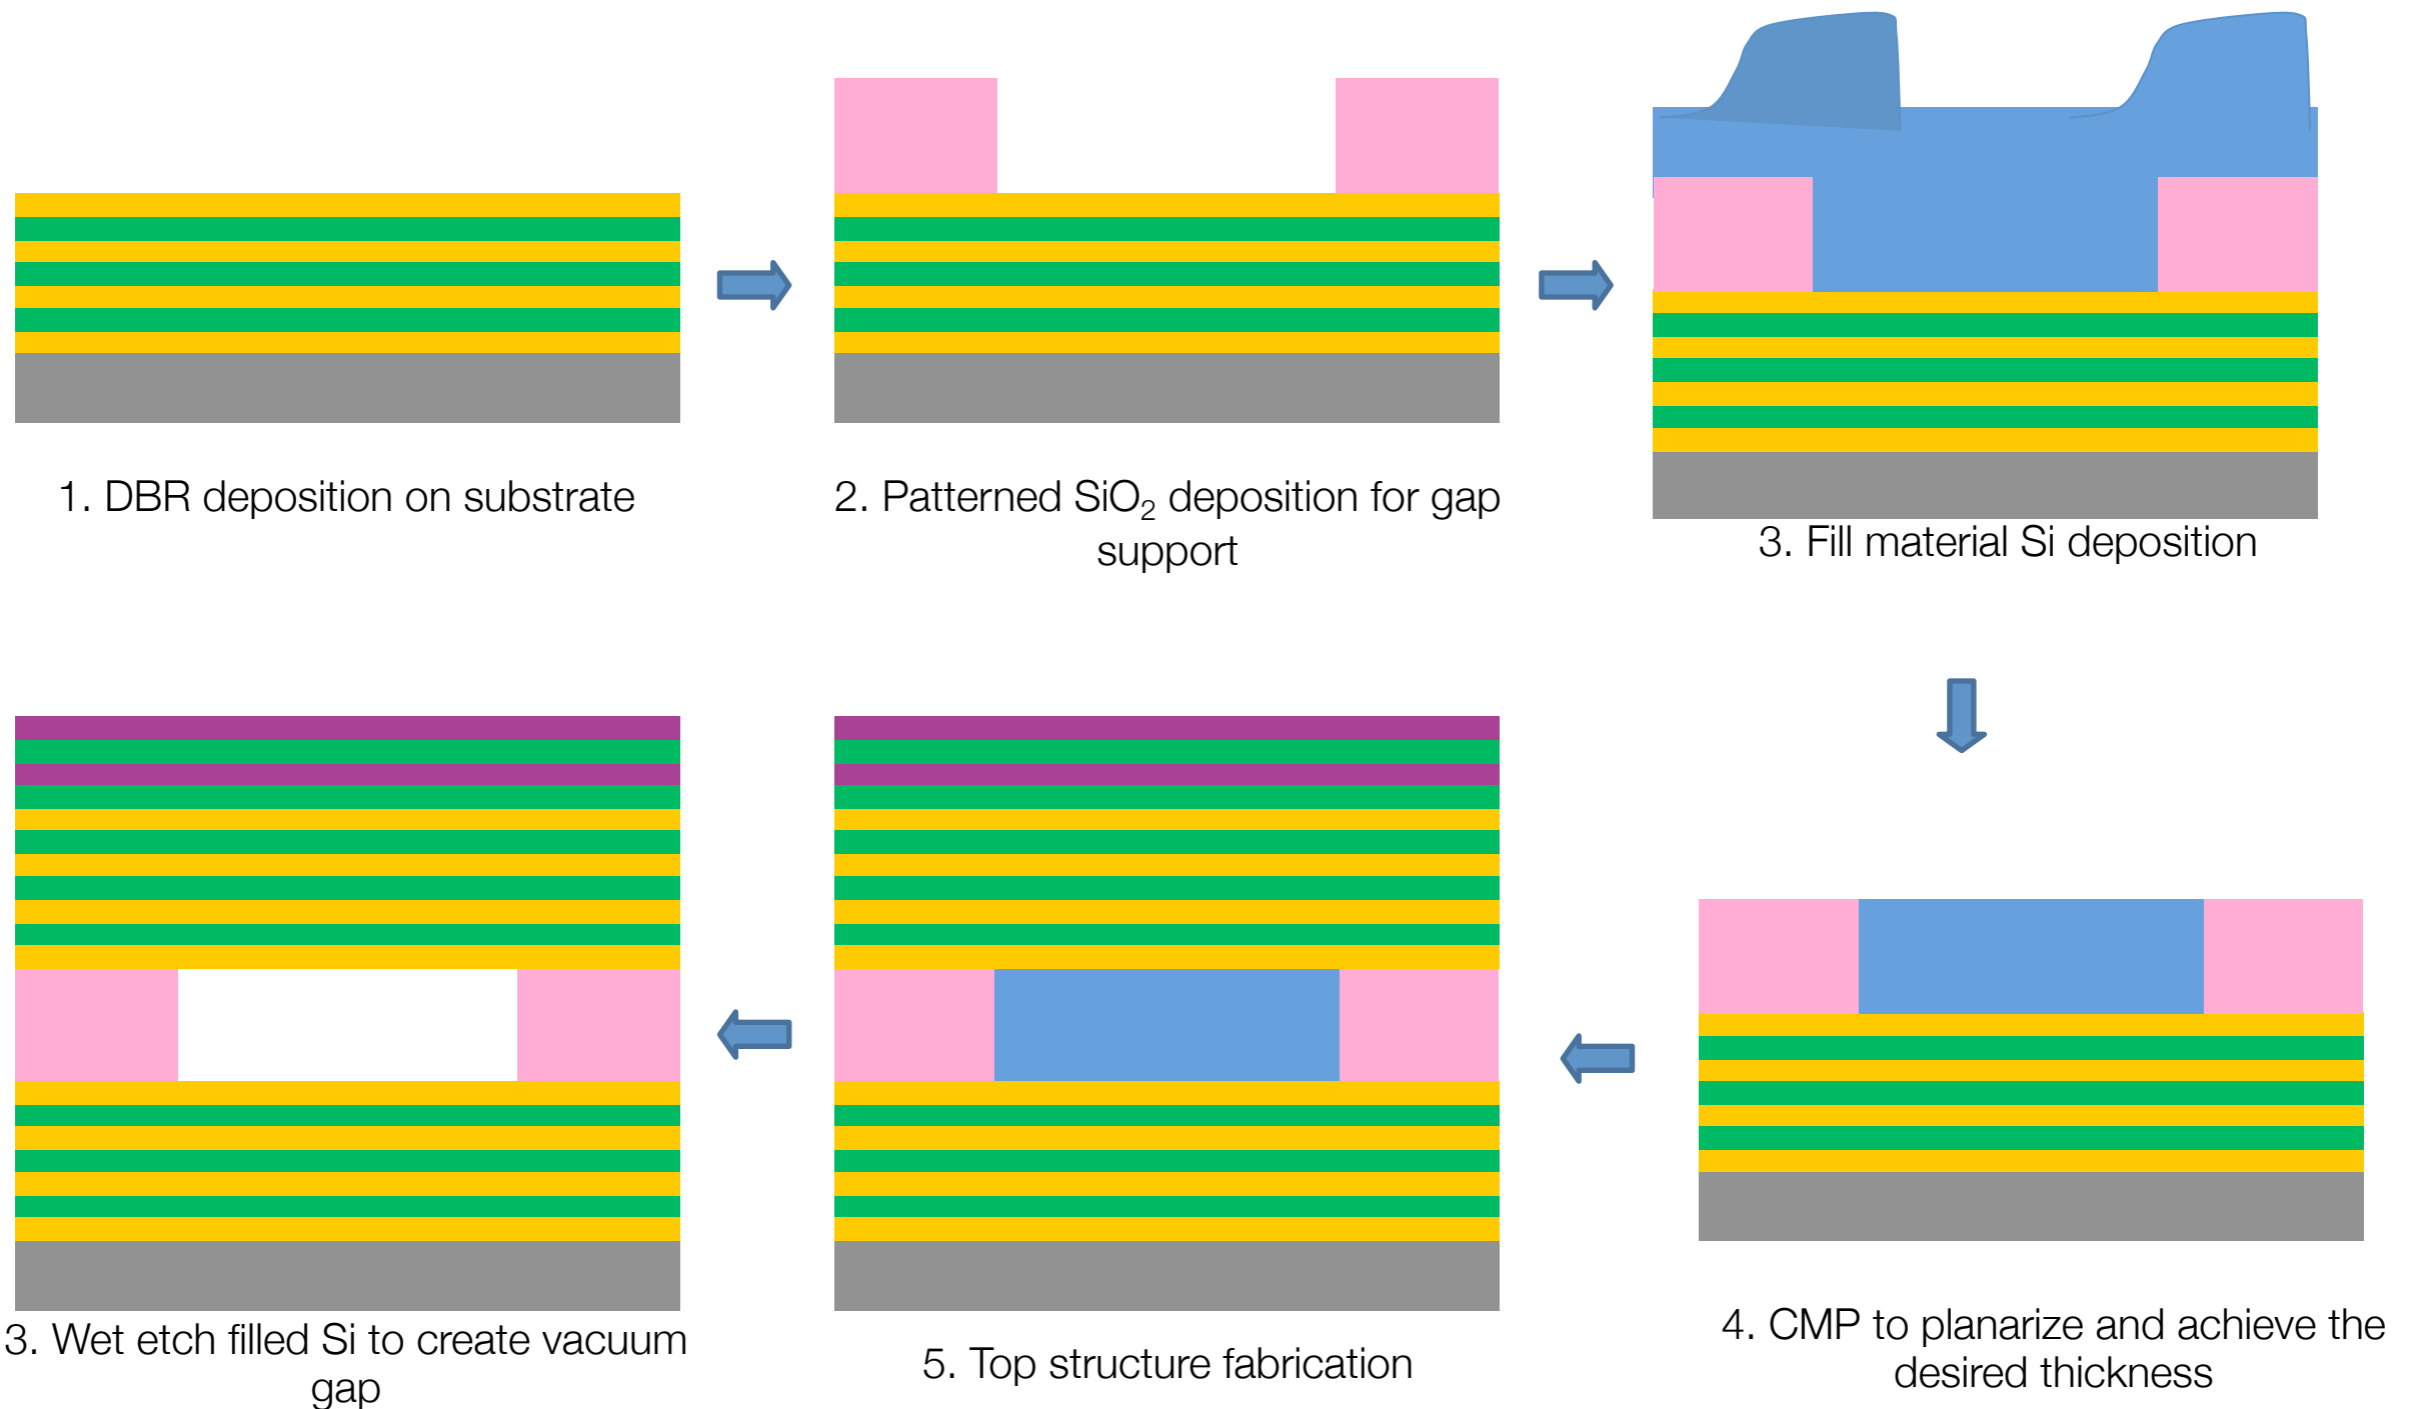 1. DBR deposition on substrate
2. Patterned SiO₂ deposition for gap
support
3. Fill material Si deposition
3. Wet etch filled Si to create vacuum
gap
5. Top structure fabrication
4. CMP to planarize and achieve the
desired thickness